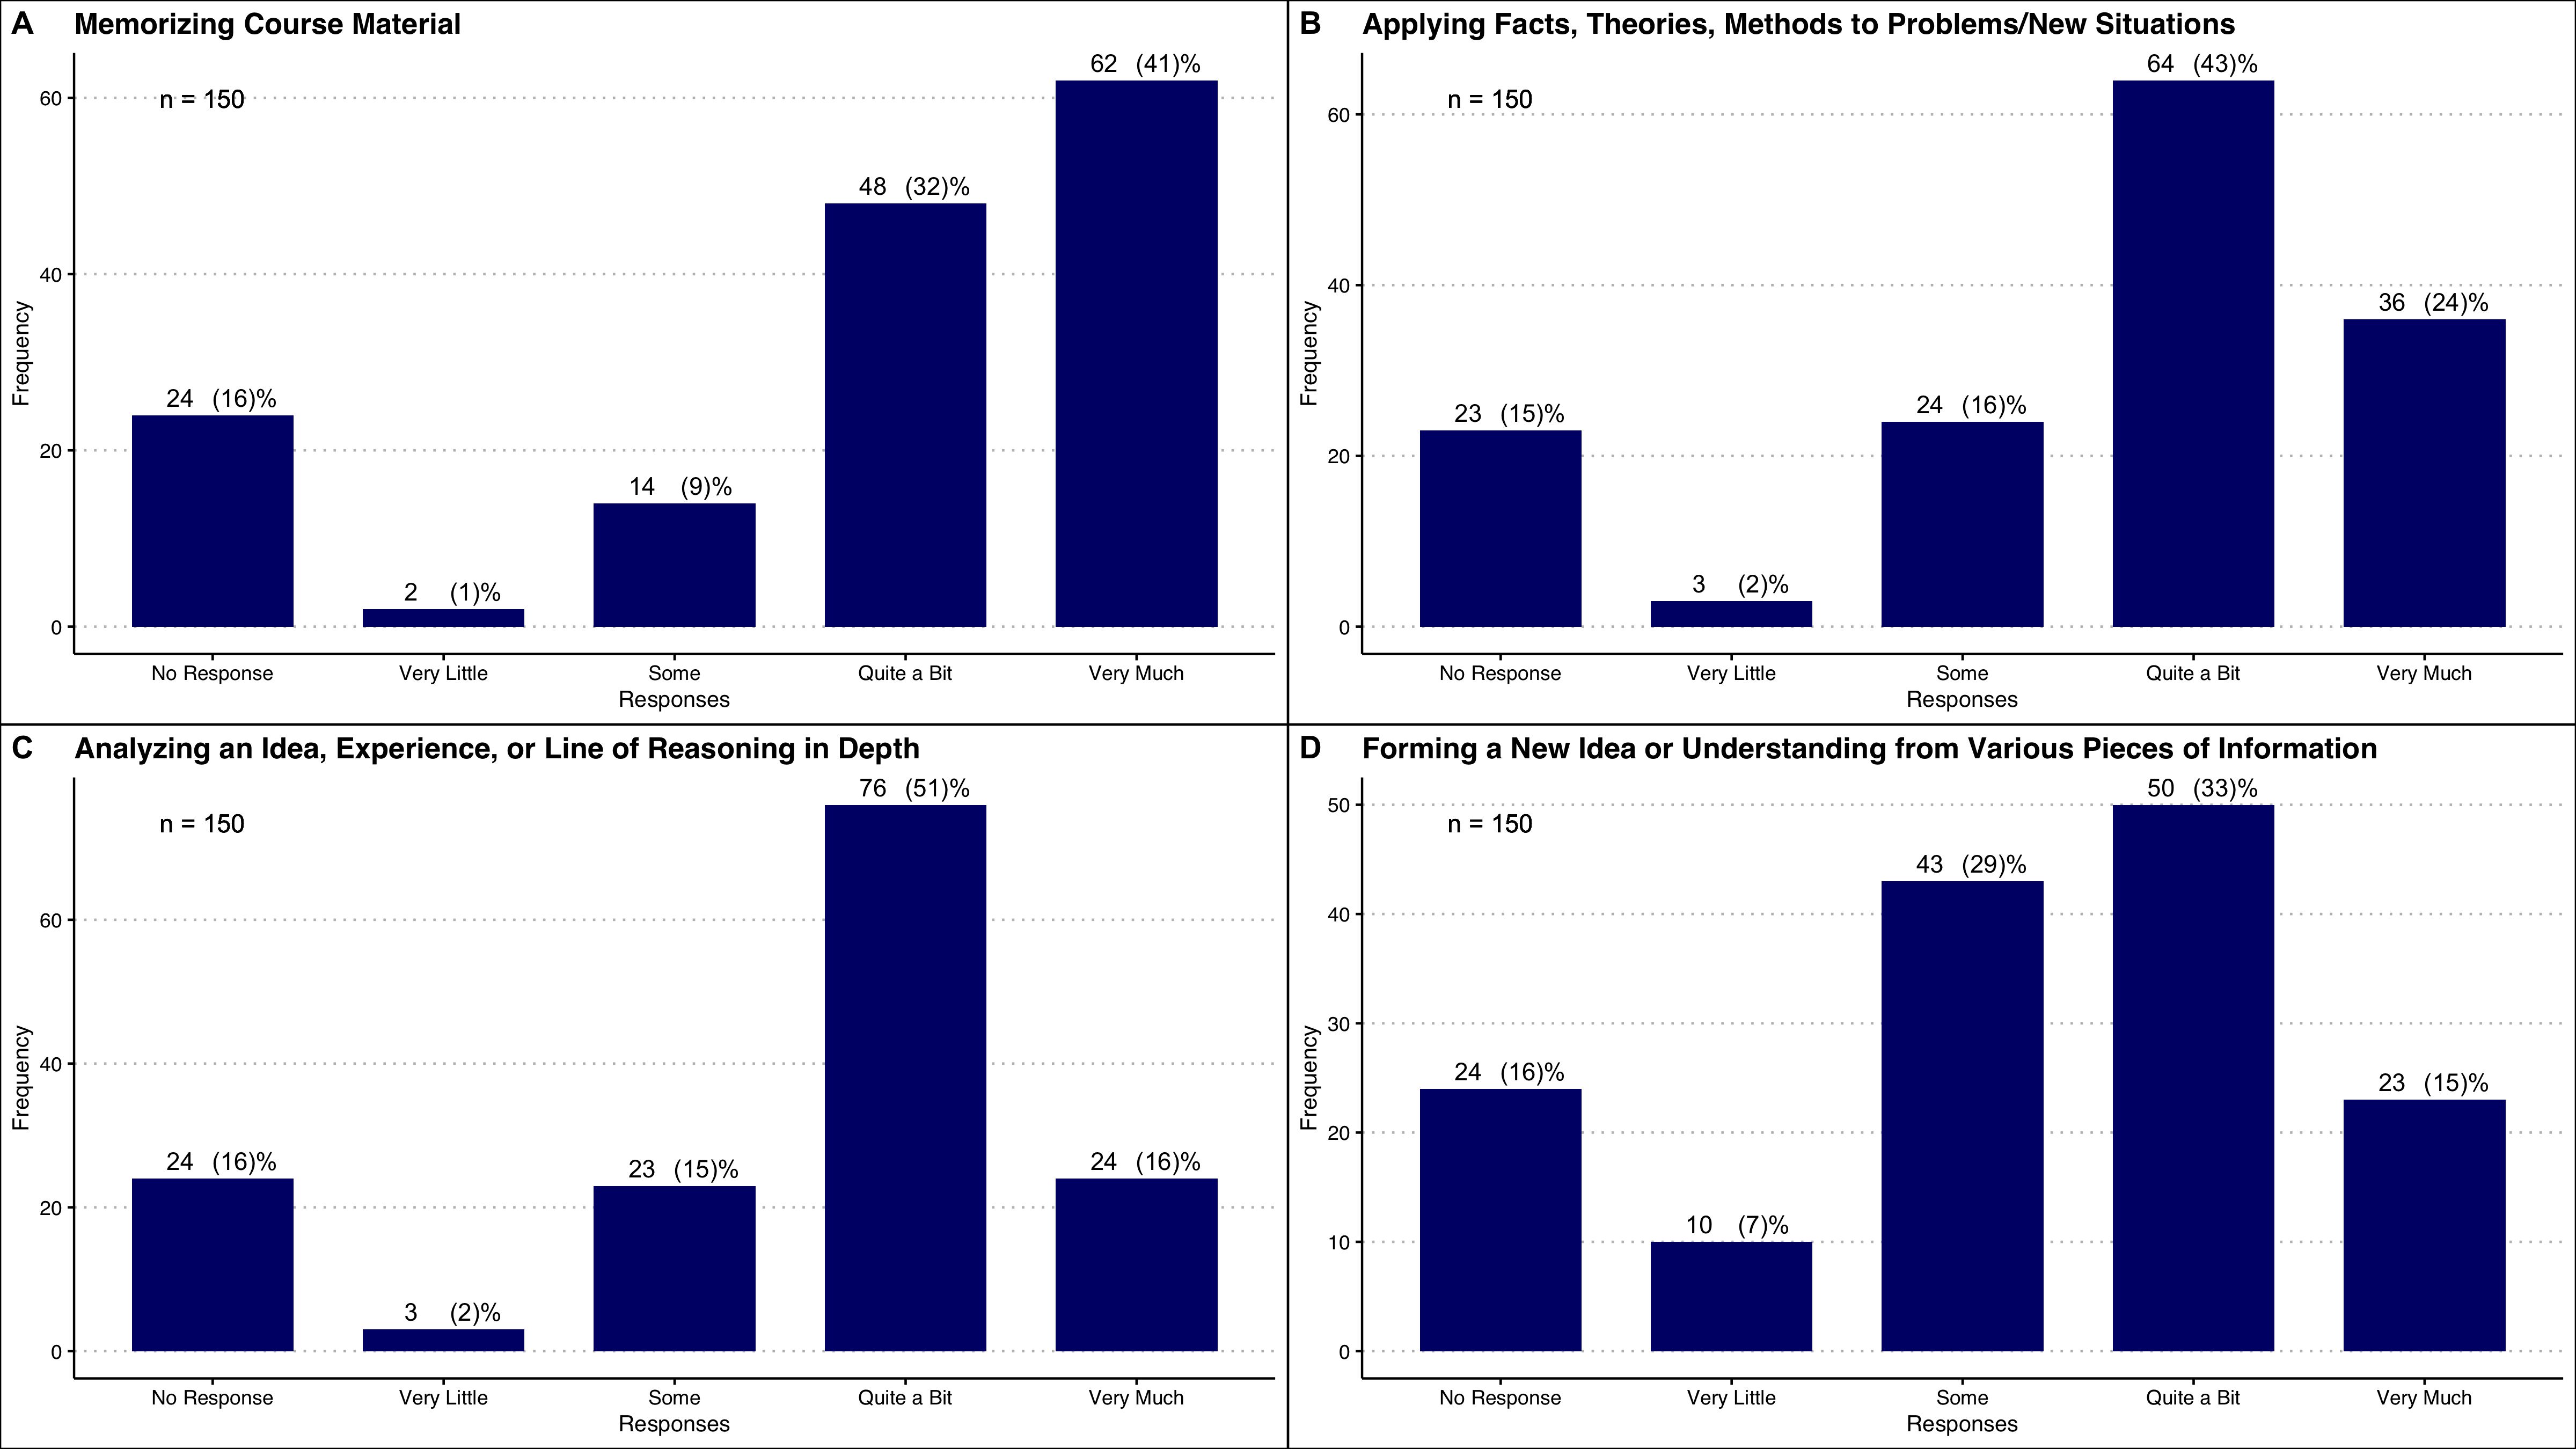 A Memorizing Course Material
n = 150
62 (41)%
60
48 (32)%
40
24 (16)%
20
14 (9)%
2 (1)%
0
Frequency
No Response Very Little Some Quite a Bit Very Much
Responses
B Applying Facts, Theories, Methods to Problems/New Situations
n = 150
64 (43)%
60
40
36 (24)%
23 (15)%
24 (16)%
20
3 (2)%
0
Frequency
No Response Very Little Some Quite a Bit Very Much
Responses
C Analyzing an Idea, Experience, or Line of Reasoning in Depth
76 (51)%
n = 150
60
40
24 (16)%
23 (15)%
24 (16)%
20
3 (2)%
0
Frequency
No Response Very Little Some Quite a Bit Very Much
Responses
D Forming a New Idea or Understanding from Various Pieces of Information
50 (33)%
50
n = 150
43 (29)%
40
30
24 (16)%
23 (15)%
20
10 (7)%
10
0
Frequency
No Response Very Little Some Quite a Bit Very Much
Responses